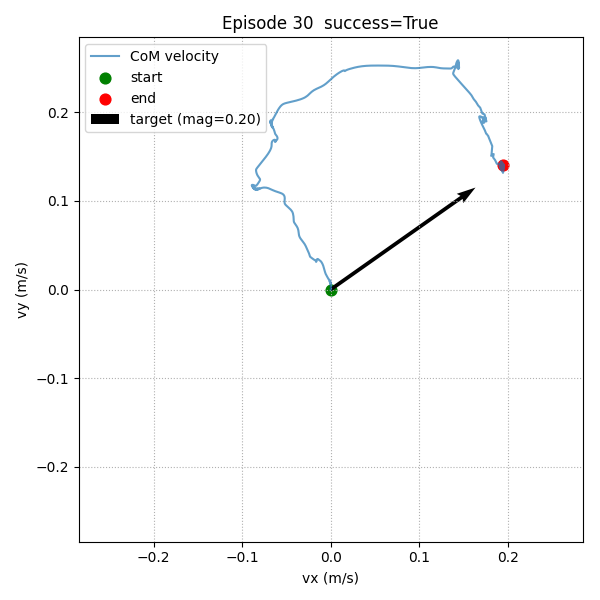 Episode 30  success=True
CoM velocity
start
end
target (mag=0.20)
vy (m/s)
0.2
0.1
0.0
−0.1
−0.2
−0.2
−0.1
0.0
0.1
0.2
vx (m/s)